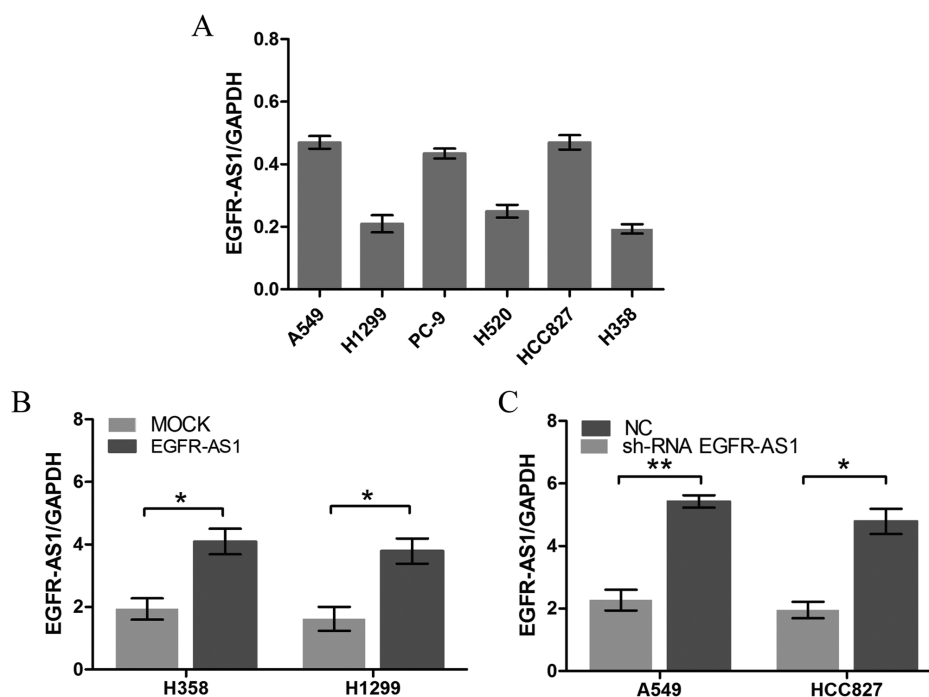 A
EGFR-AS1/GAPDH
0.8
0.6
0.4
0.2
0.0
A549
H1299
PC-9
H520
HCC827
H358
B
EGFR-AS1/GAPDH
8
6
4
2
0
MOCK
EGFR-AS1
*
*
H358
H1299
C
EGFR-AS1/GAPDH
8
6
4
2
0
NC
sh-RNA EGFR-AS1
**
*
A549
HCC827